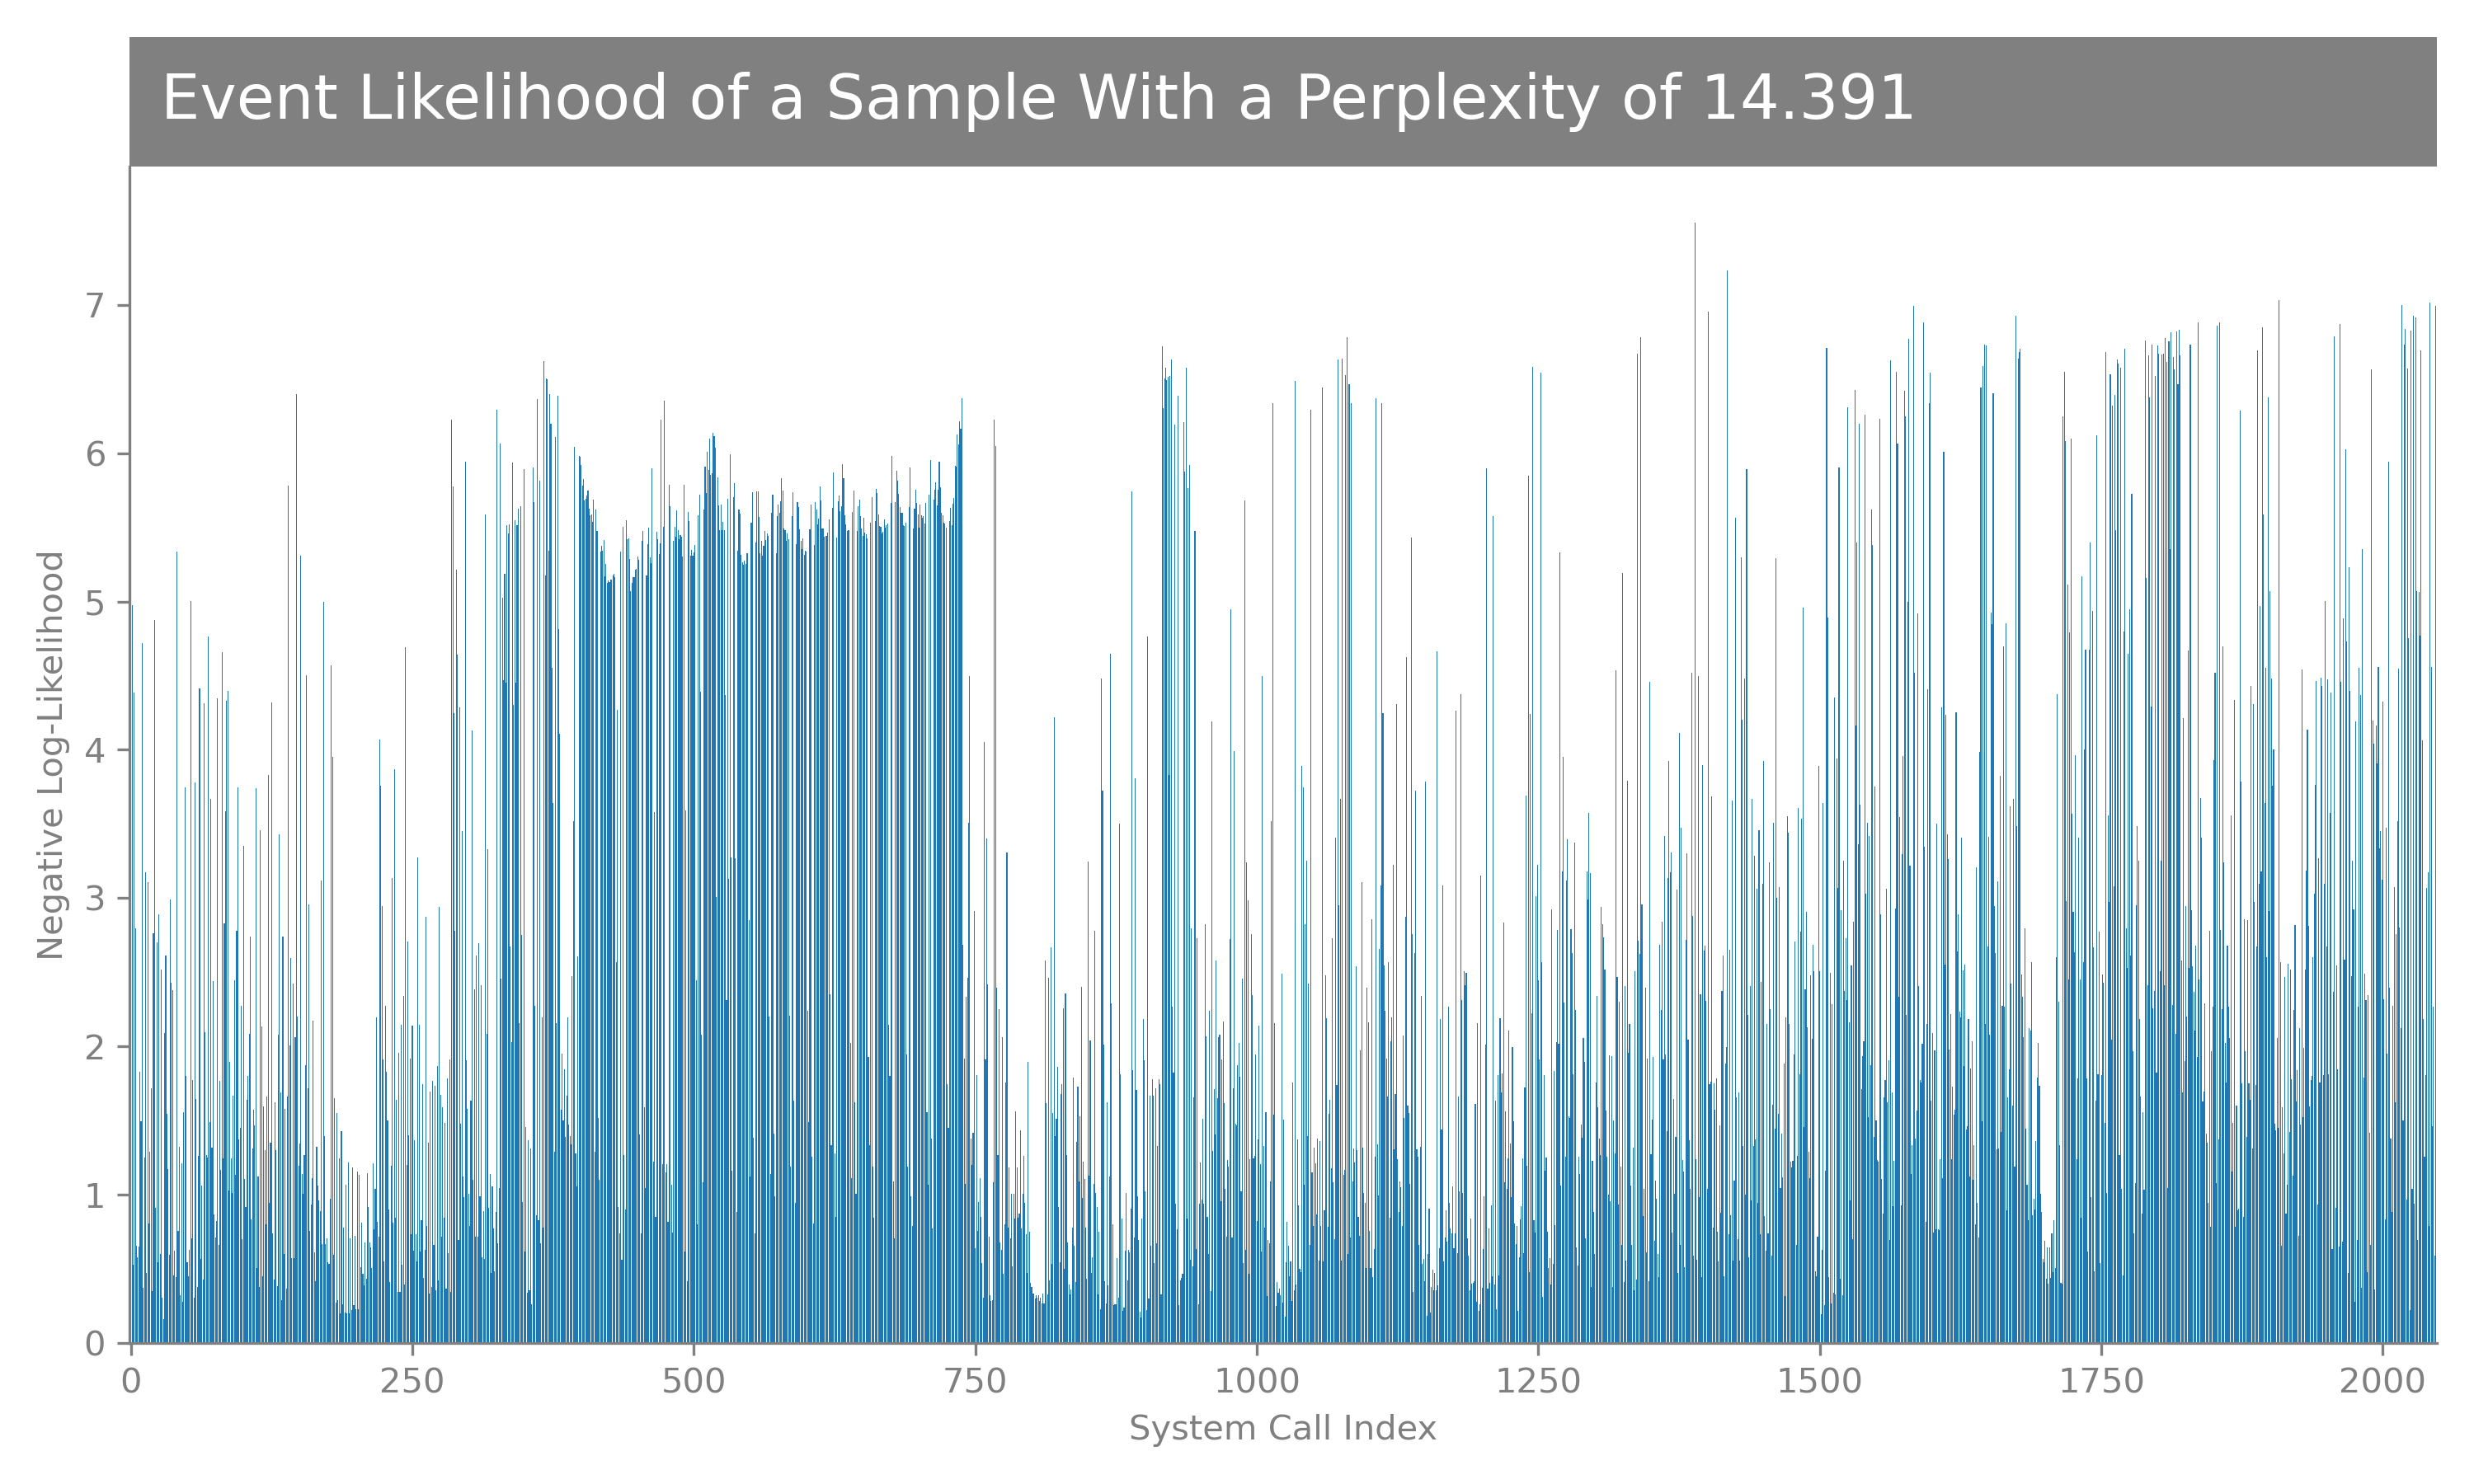 Event Likelihood of a Sample With a Perplexity of 14.391
Negative Log-Likelihood
7
6
5
4
3
2
1
0
0 250 500 750 1000 1250 1500 1750 2000
System Call Index